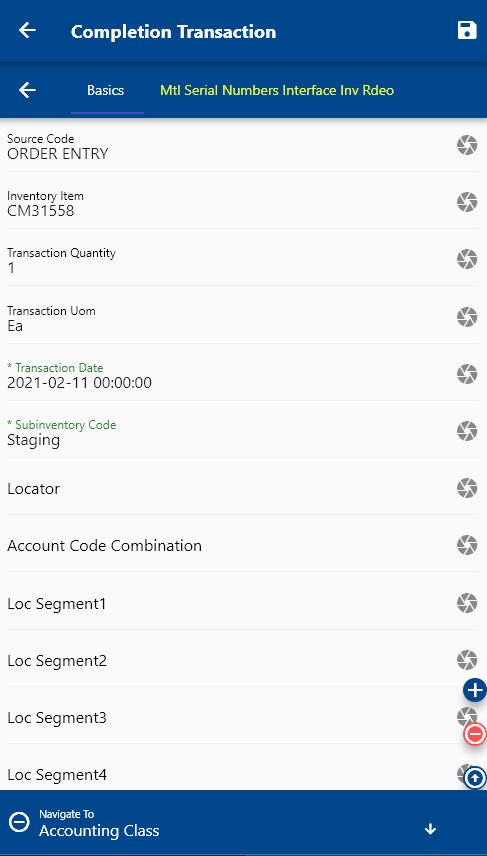 Completion Transaction
Basics
Mtl Serial Numbers Interface Inv Rdeo
Source Code
ORDER ENTRY
Inventory Item
CM31558
Transaction Quantity
1
Transaction Uom
Ea
* Transaction Date
2021-02-11 00:00:00
* Subinventory Code
Staging
Locator
Account Code Combination
Loc Segment1
Loc Segment2
Loc Segment3
Loc Segment4
Navigate To
Accounting Class